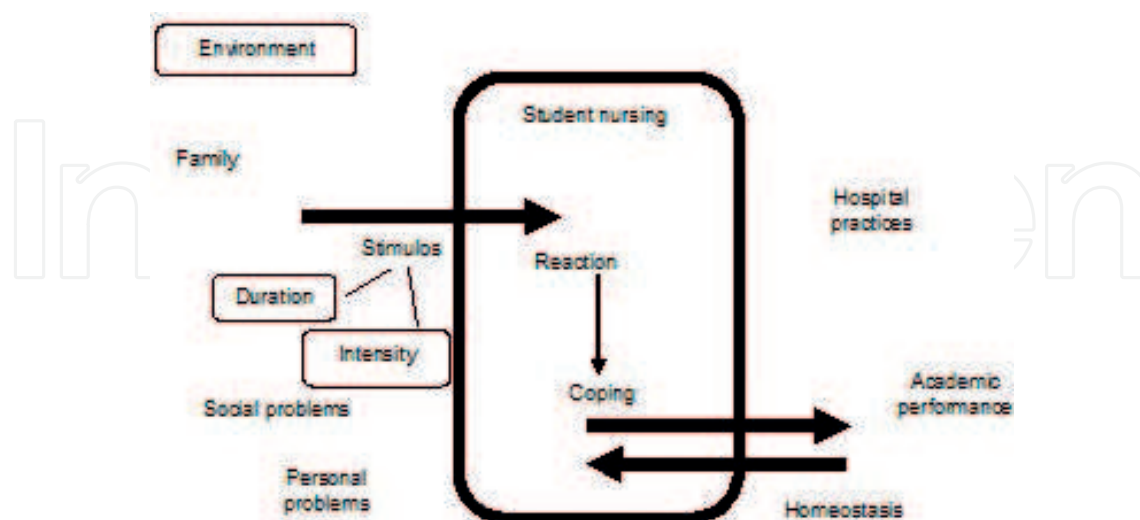 Environment
Student nursing
Family
Hospital
practices
Stimulos
Reaction
Duration
Intensity
Coping
Academic
performance
Social problems
Personal
problems
Homeostasis